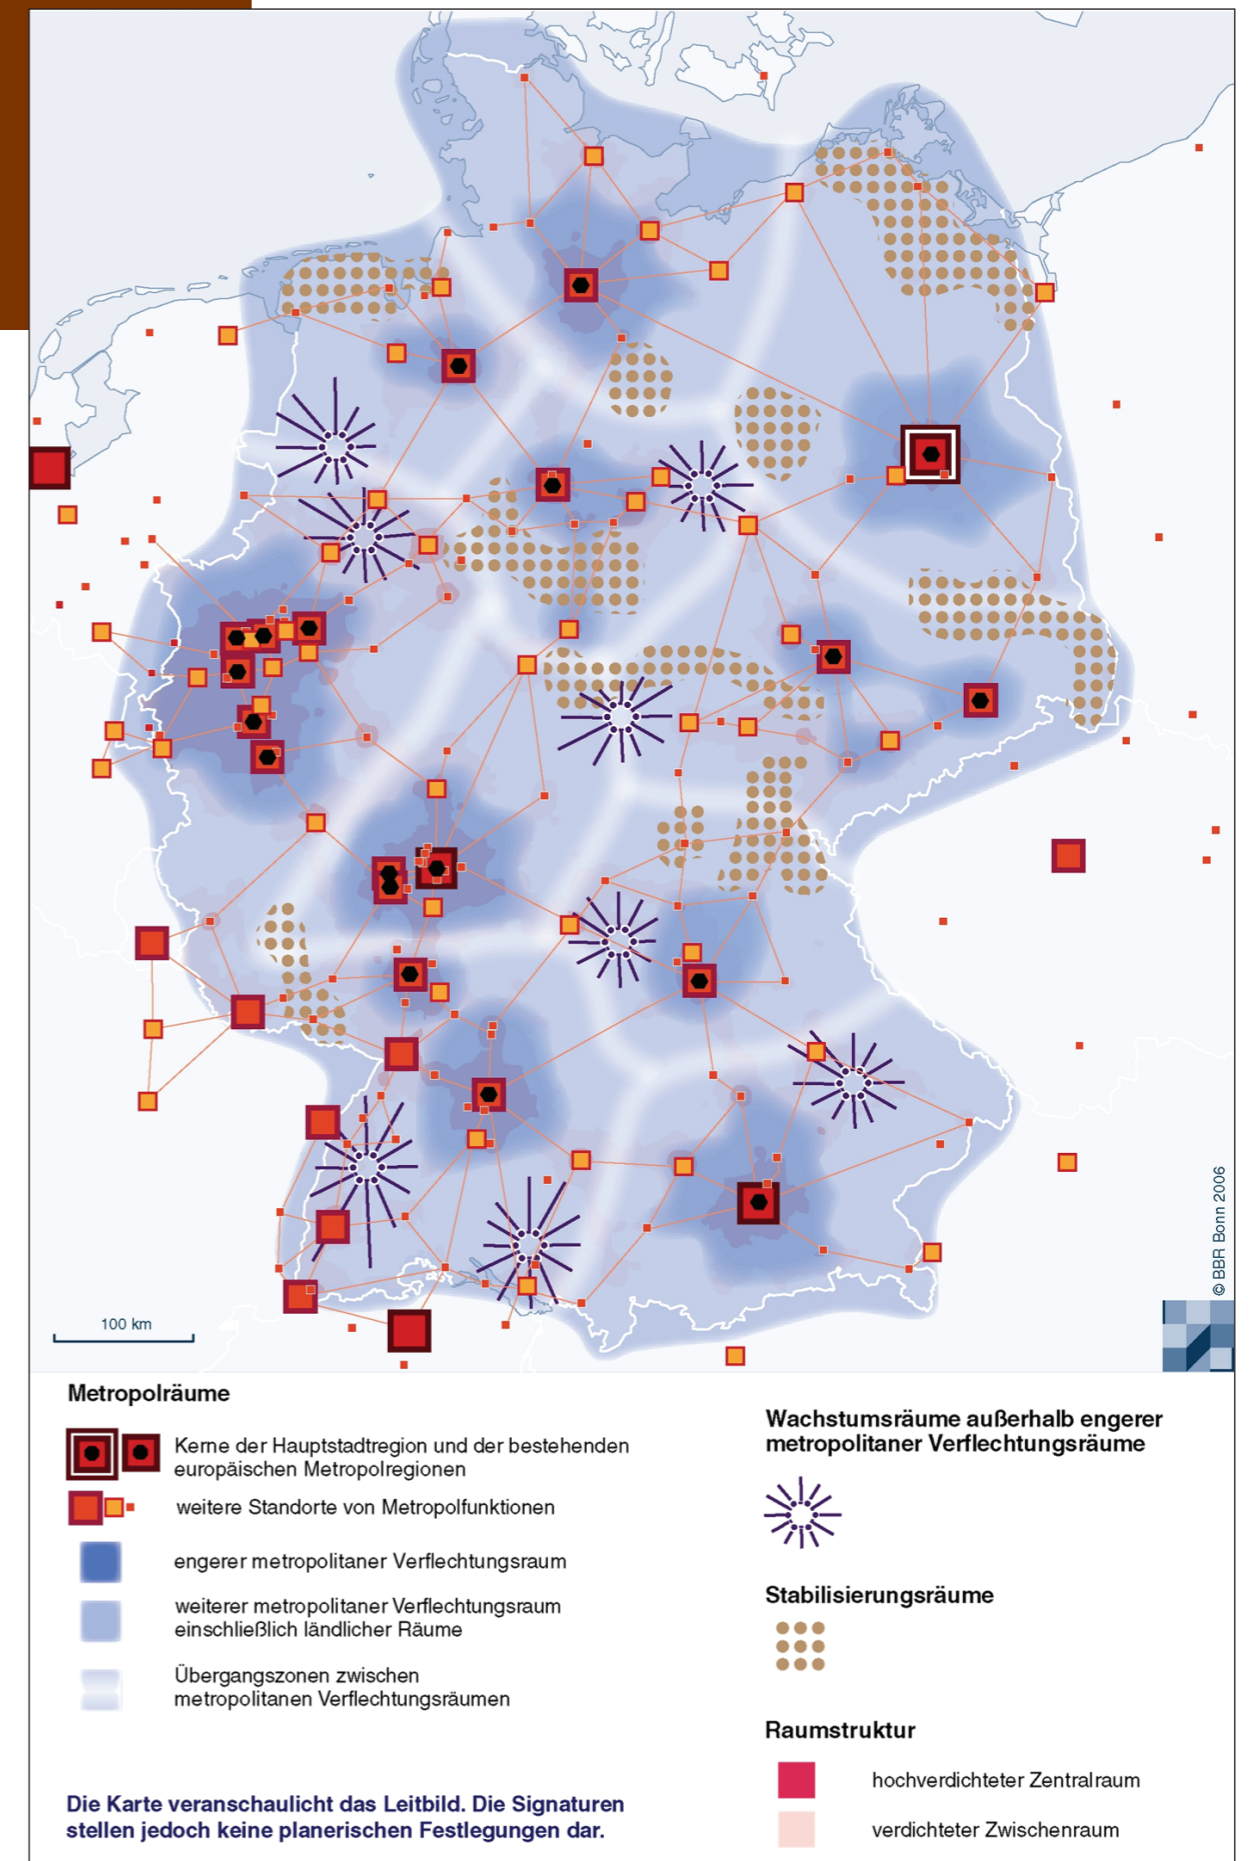 © BBR Bonn 2006
100 km
Metropolräume
Kerne der Hauptstadtregion und der bestehenden
europäischen Metropolregionen
weitere Standorte von Metropolfunktionen
engerer metropolitaner Verflechtungsraum
weiterer metropolitaner Verflechtungsraum
einschließlich ländlicher Räume
Übergangszonen zwischen
metropolitanen Verflechtungsräumen
Die Karte veranschaulicht das Leitbild. Die Signaturen
stellen jedoch keine planerischen Festlegungen dar.
Wachstumsräume außerhalb engerer
metropolitaner Verflechtungsräume
Stabilisierungsräume
Raumstruktur
hochverdichteter Zentralraum
verdichteter Zwischenraum